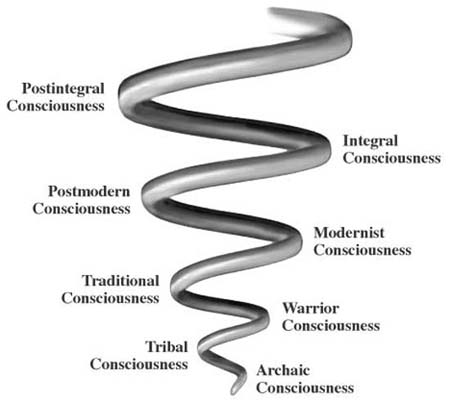 Postintegral
Consciousness
Integral
Consciousness
Postmodern
Consciousness
Modernist
Consciousness
Traditional
Consciousness
Warrior
Consciousness
Tribal
Consciousness
Archaic
Consciousness